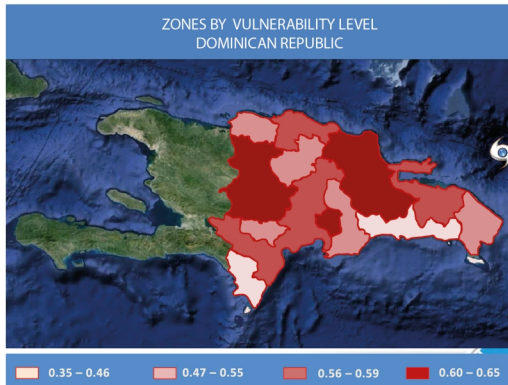 ZONES BY VULNERABILITY LEVEL
DOMINICAN REPUBLIC
0.35 – 0.46 0.47 – 0.55 0.56 – 0.59 0.60 – 0.65